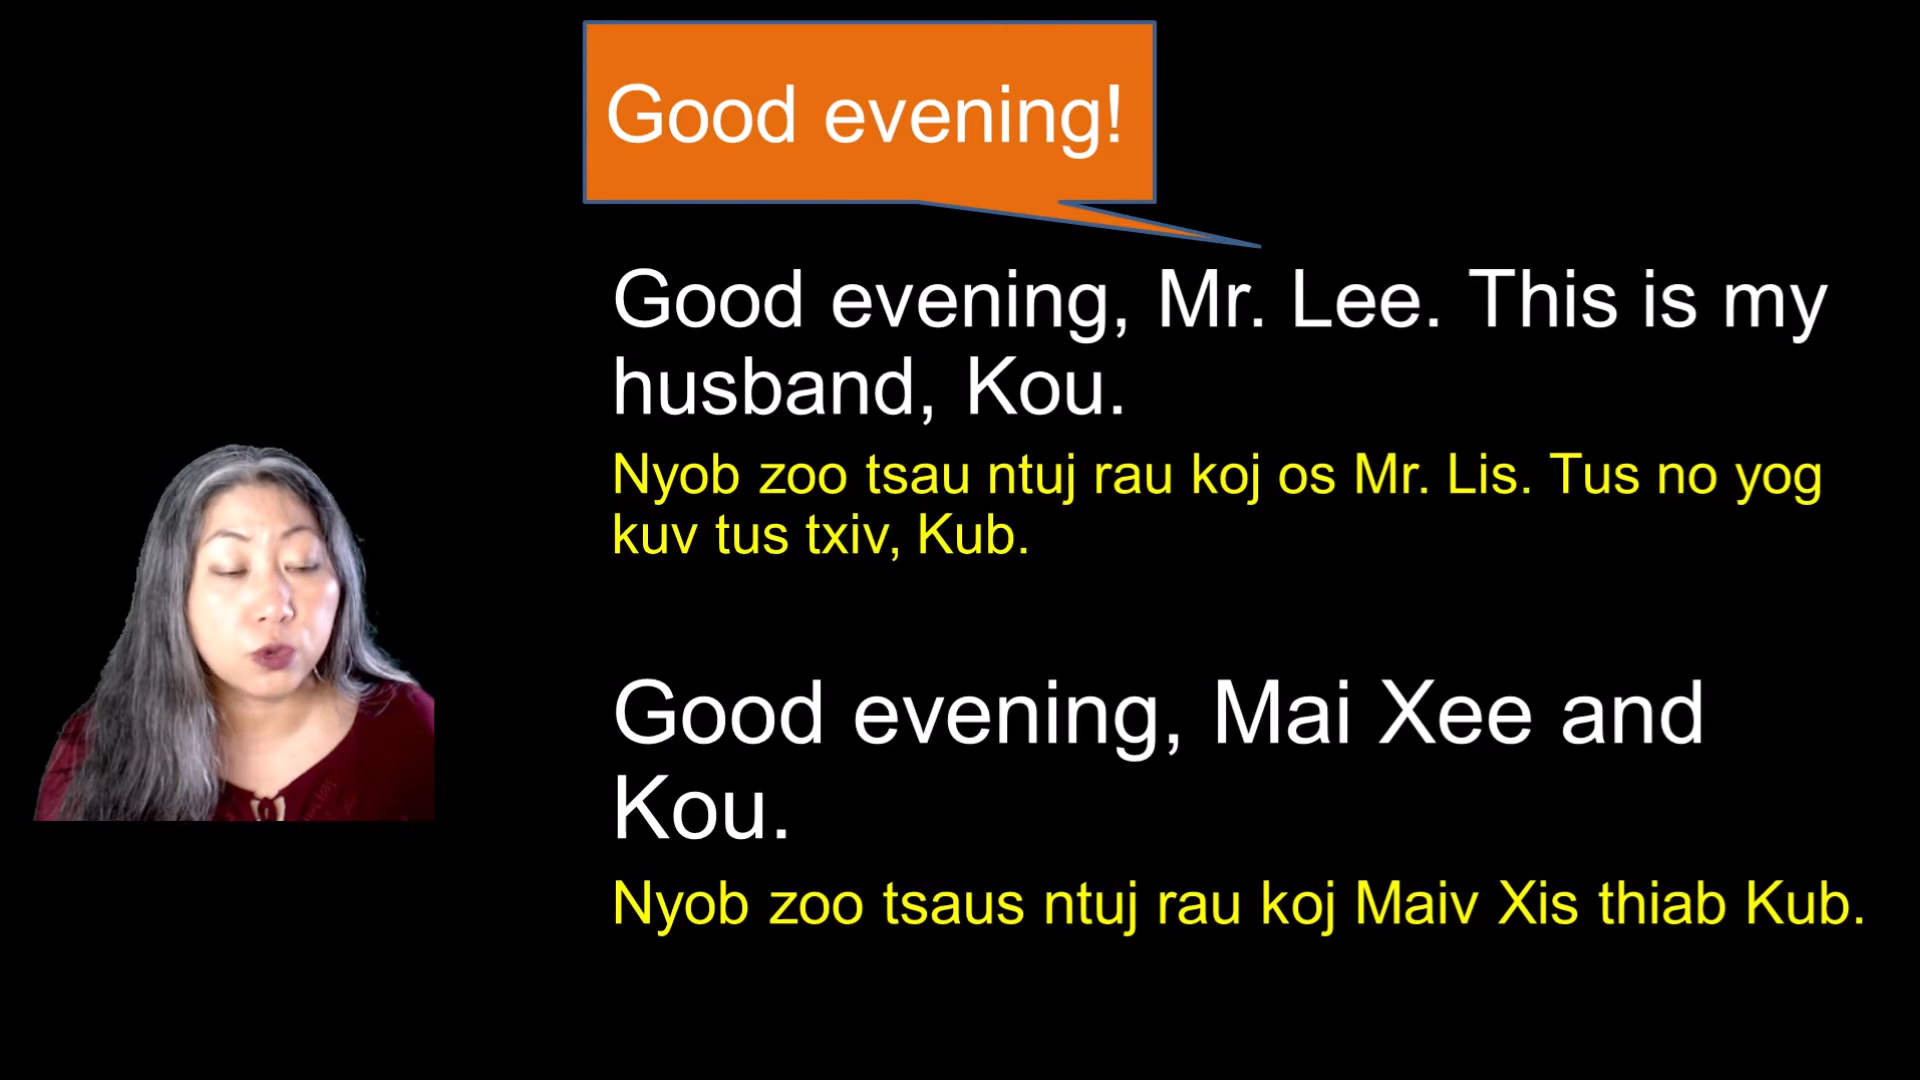 Good evening!
Good evening, Mr. Lee. This is my
husband, Kou.
Nyob zoo tsau ntuj rau koj os Mr. Lis. Tus no yog
kuv tus txiv, Kub.
Good evening, Mai Xee and
Kou.
Nyob zoo tsaus ntuj rau koj Maiv Xis thiab Kub.